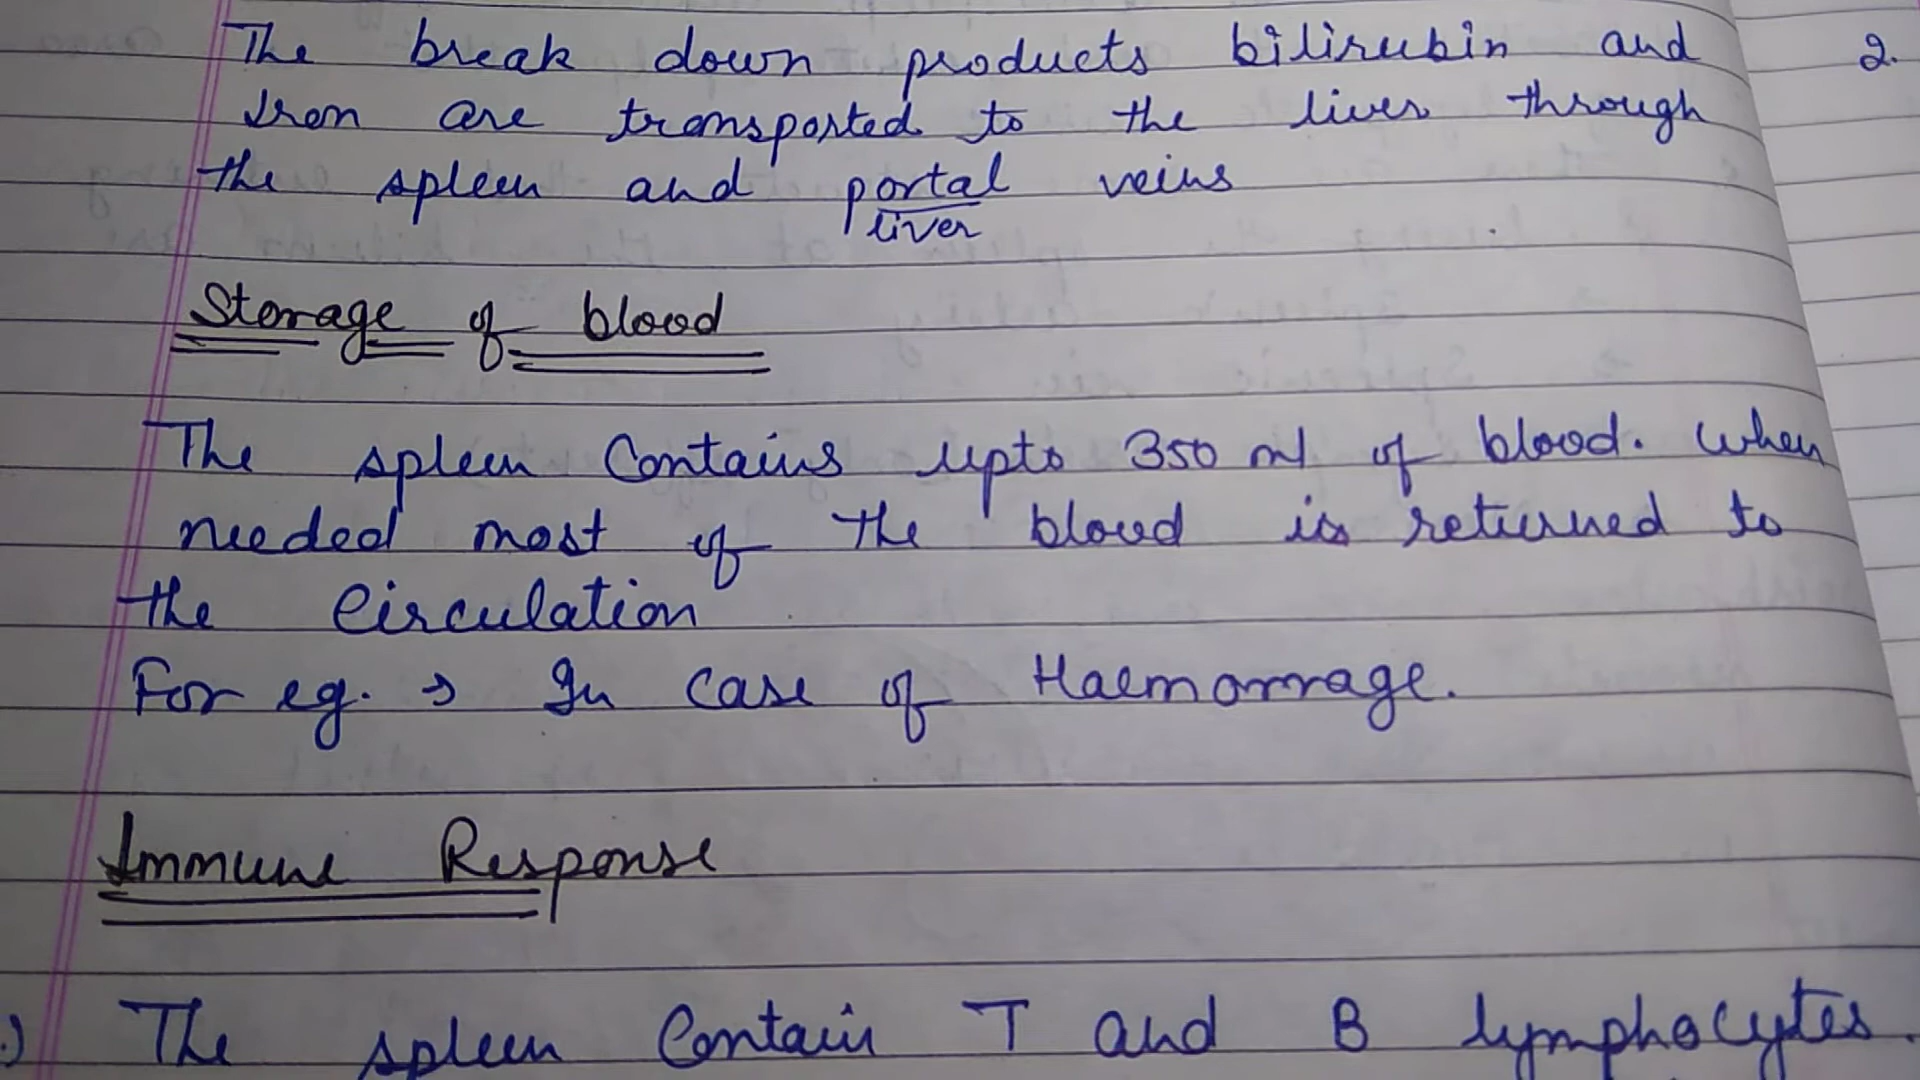 The break down products bilirubin and
Iron are transported to the liver through
the spleen and portal veins
liver
Storage of blood
The spleen Contains upto 350 ml of blood. When
needed most of the blood is returned to
the Circulation
For eg. → In case of Haemorrage.
Immune Response
.) The spleen Contain T and B lymphocytes.
2.